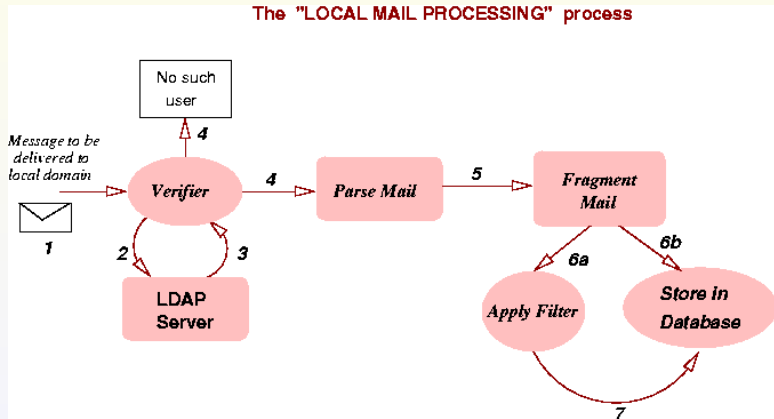 The "LOCAL MAIL PROCESSING" process
No such
user
4
Message to be
delivered to
local domain
1
Verifier
4
Parse Mail
5
Fragment
Mail
2
3
LDAP
Server
6a
6b
Apply Filter
Store in
Database
7